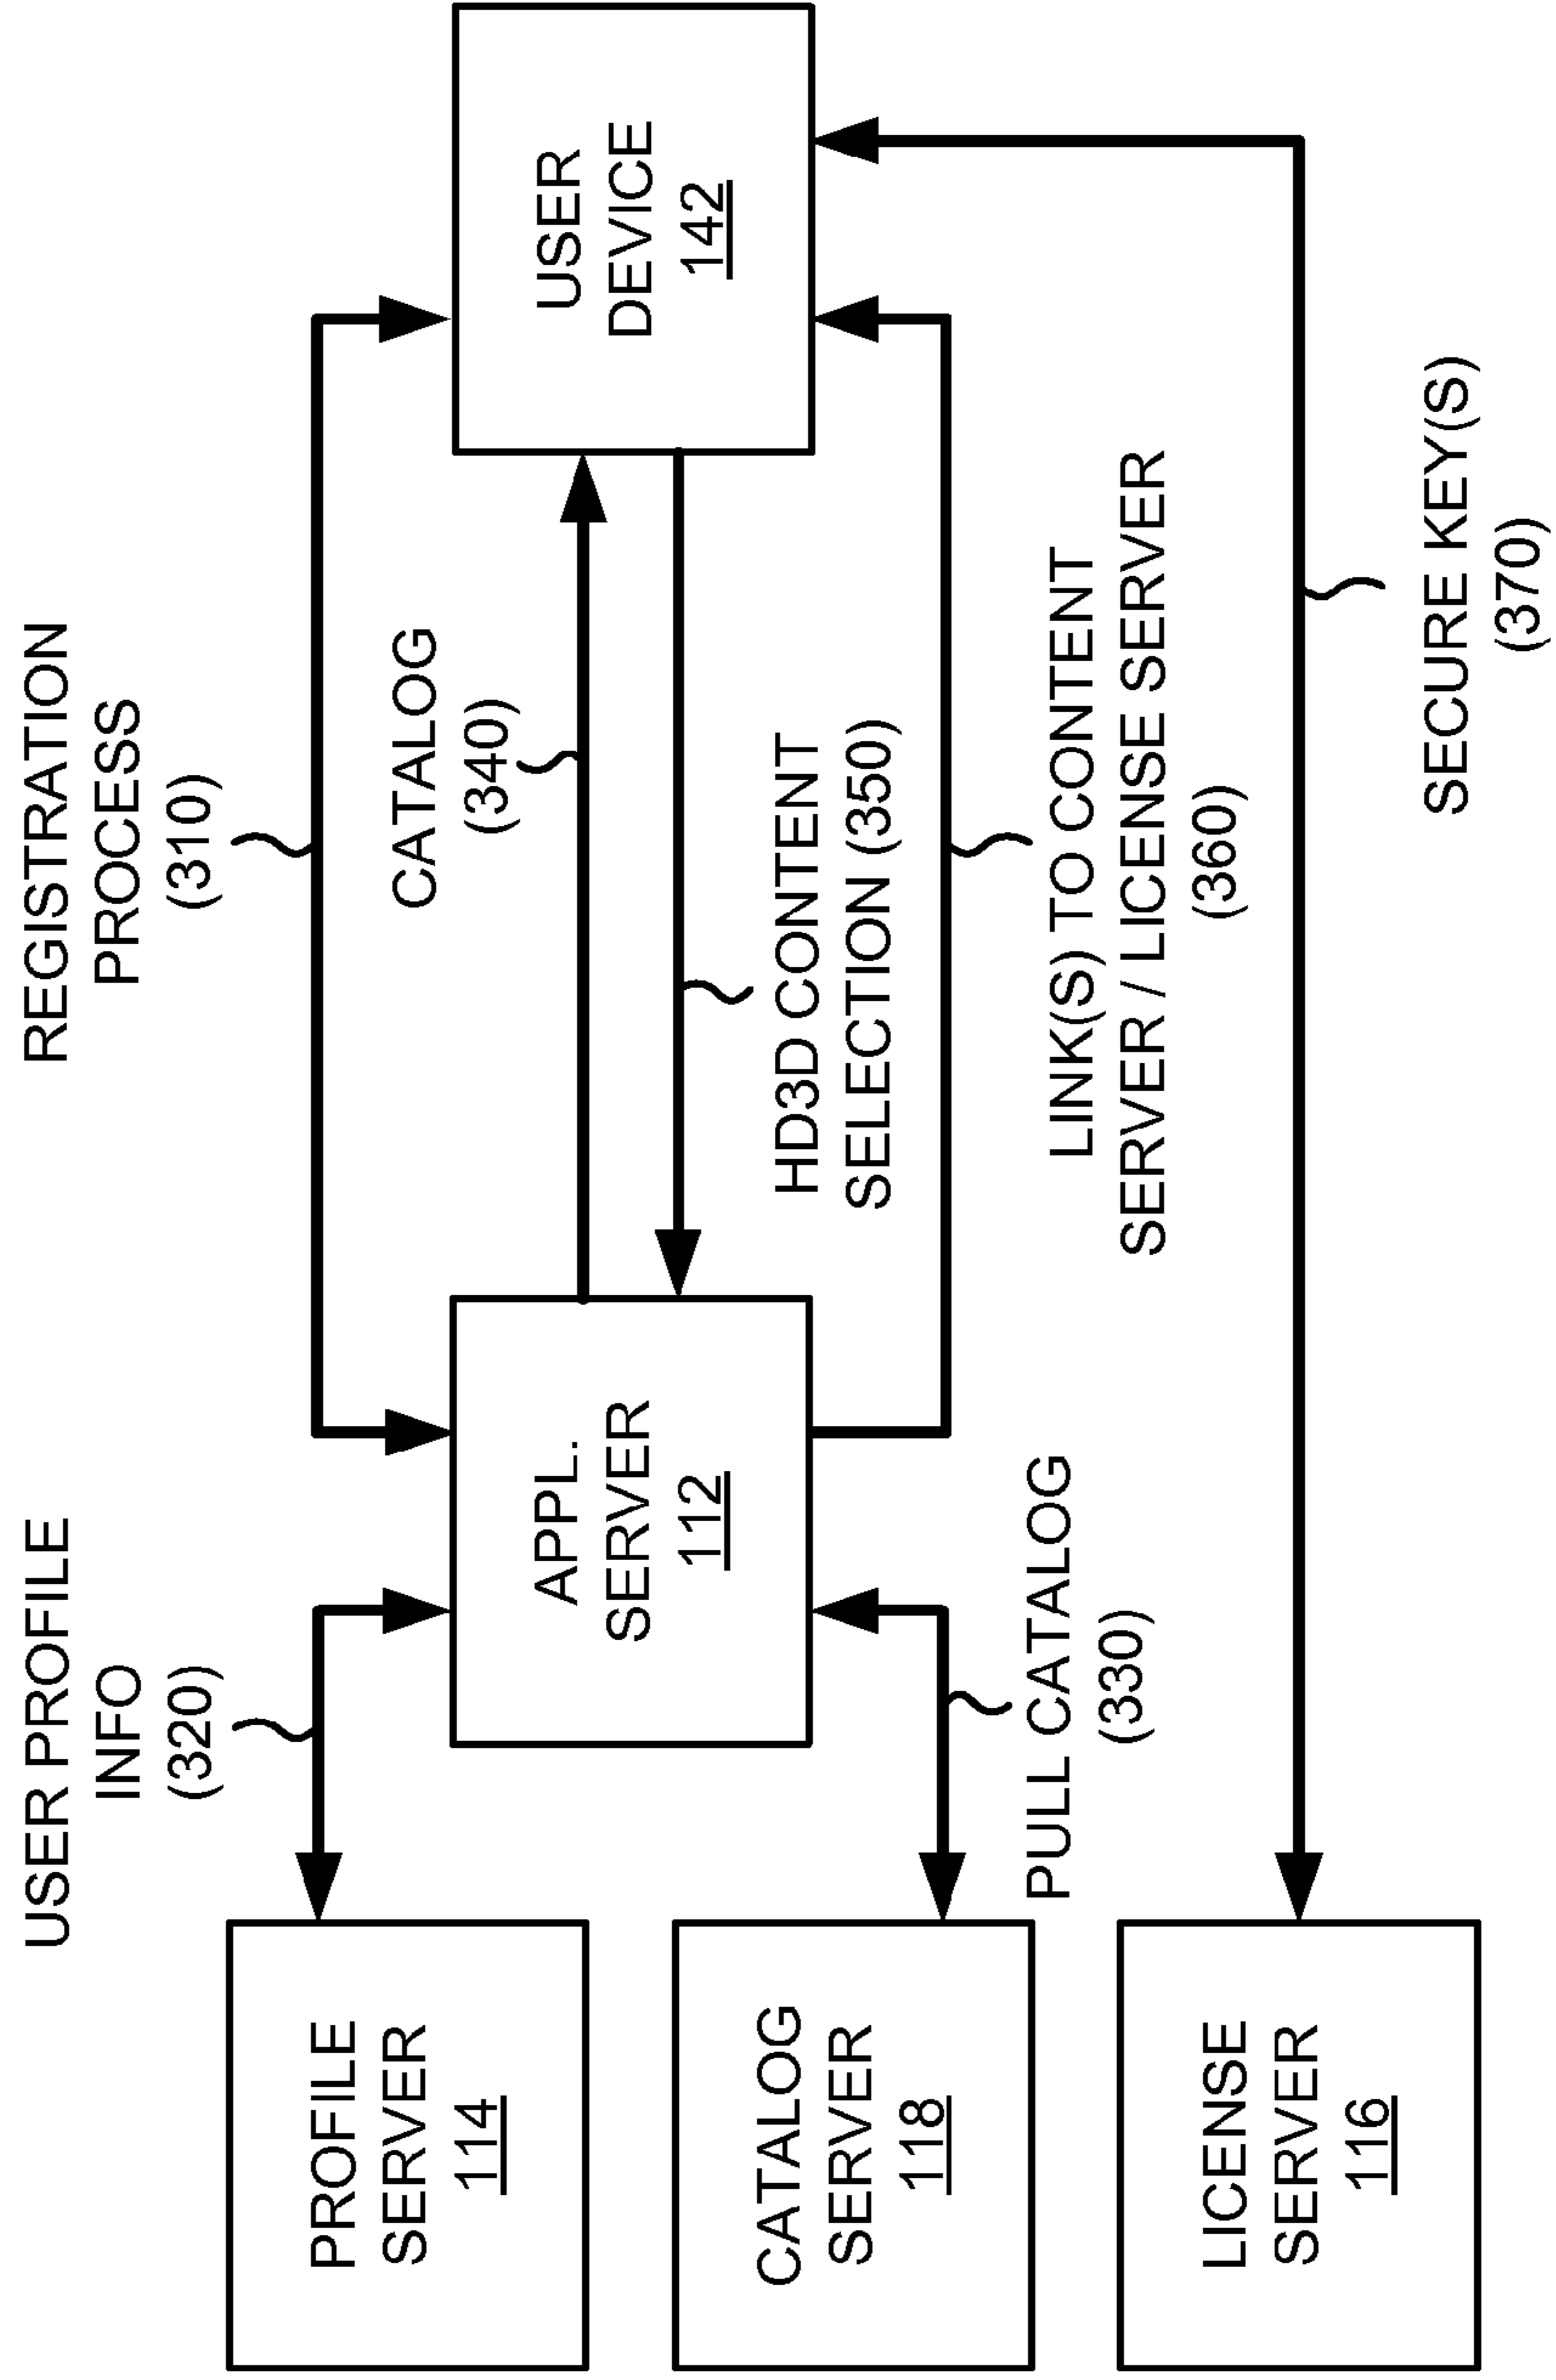 USER PROFILE
INFO
(320)
REGISTRATION
PROCESS
(310)
PROFILE
SERVER
114
CATALOG
(340)
APPL.
SERVER
112
USER
DEVICE
142
HD3D CONTENT
SELECTION (350)
CATALOG
SERVER
118
PULL CATALOG
(330)
LINK(S) TO CONTENT
SERVER / LICENSE SERVER
(360)
LICENSE
SERVER
116
SECURE KEY(S)
(370)